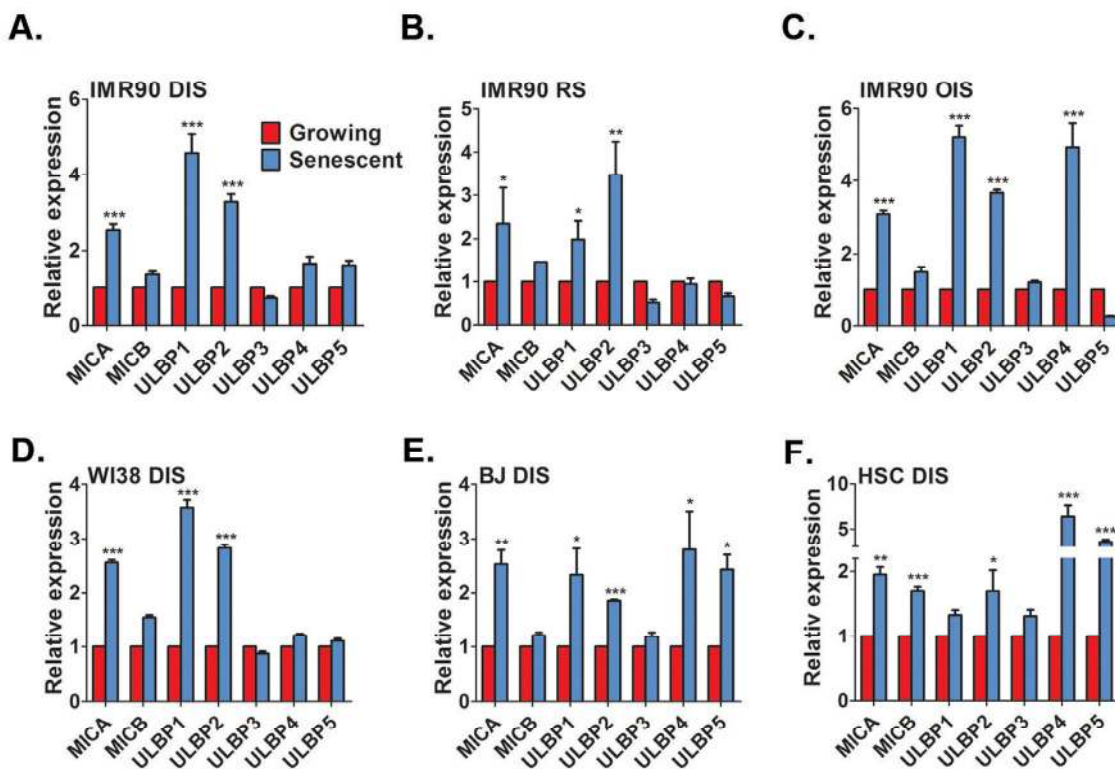 A.
IMR90 DIS
Relative expression
6
4
2
0
*** *** ***
Growing
Senescent
MICA MICB ULBP1 ULBP2 ULBP3 ULBP4 ULBP5
B.
IMR90 RS
Relative expression
5
4
3
2
1
0
* * **
MICA MICB ULBP1 ULBP2 ULBP3 ULBP4 ULBP5
C.
IMR90 OIS
Relative expression
6
4
2
0
*** *** *** ***
MICA MICB ULBP1 ULBP2 ULBP3 ULBP4 ULBP5
D.
WI38 DIS
Relative expression
4
3
2
1
0
*** *** ***
MICA MICB ULBP1 ULBP2 ULBP3 ULBP4 ULBP5
E.
BJ DIS
Relative expression
4
3
2
1
0
** * *** * *
MICA MICB ULBP1 ULBP2 ULBP3 ULBP4 ULBP5
F.
HSC DIS
Relativ expression
10
5
2
1
0
** *** * *** ***
MICA MICB ULBP1 ULBP2 ULBP3 ULBP4 ULBP5